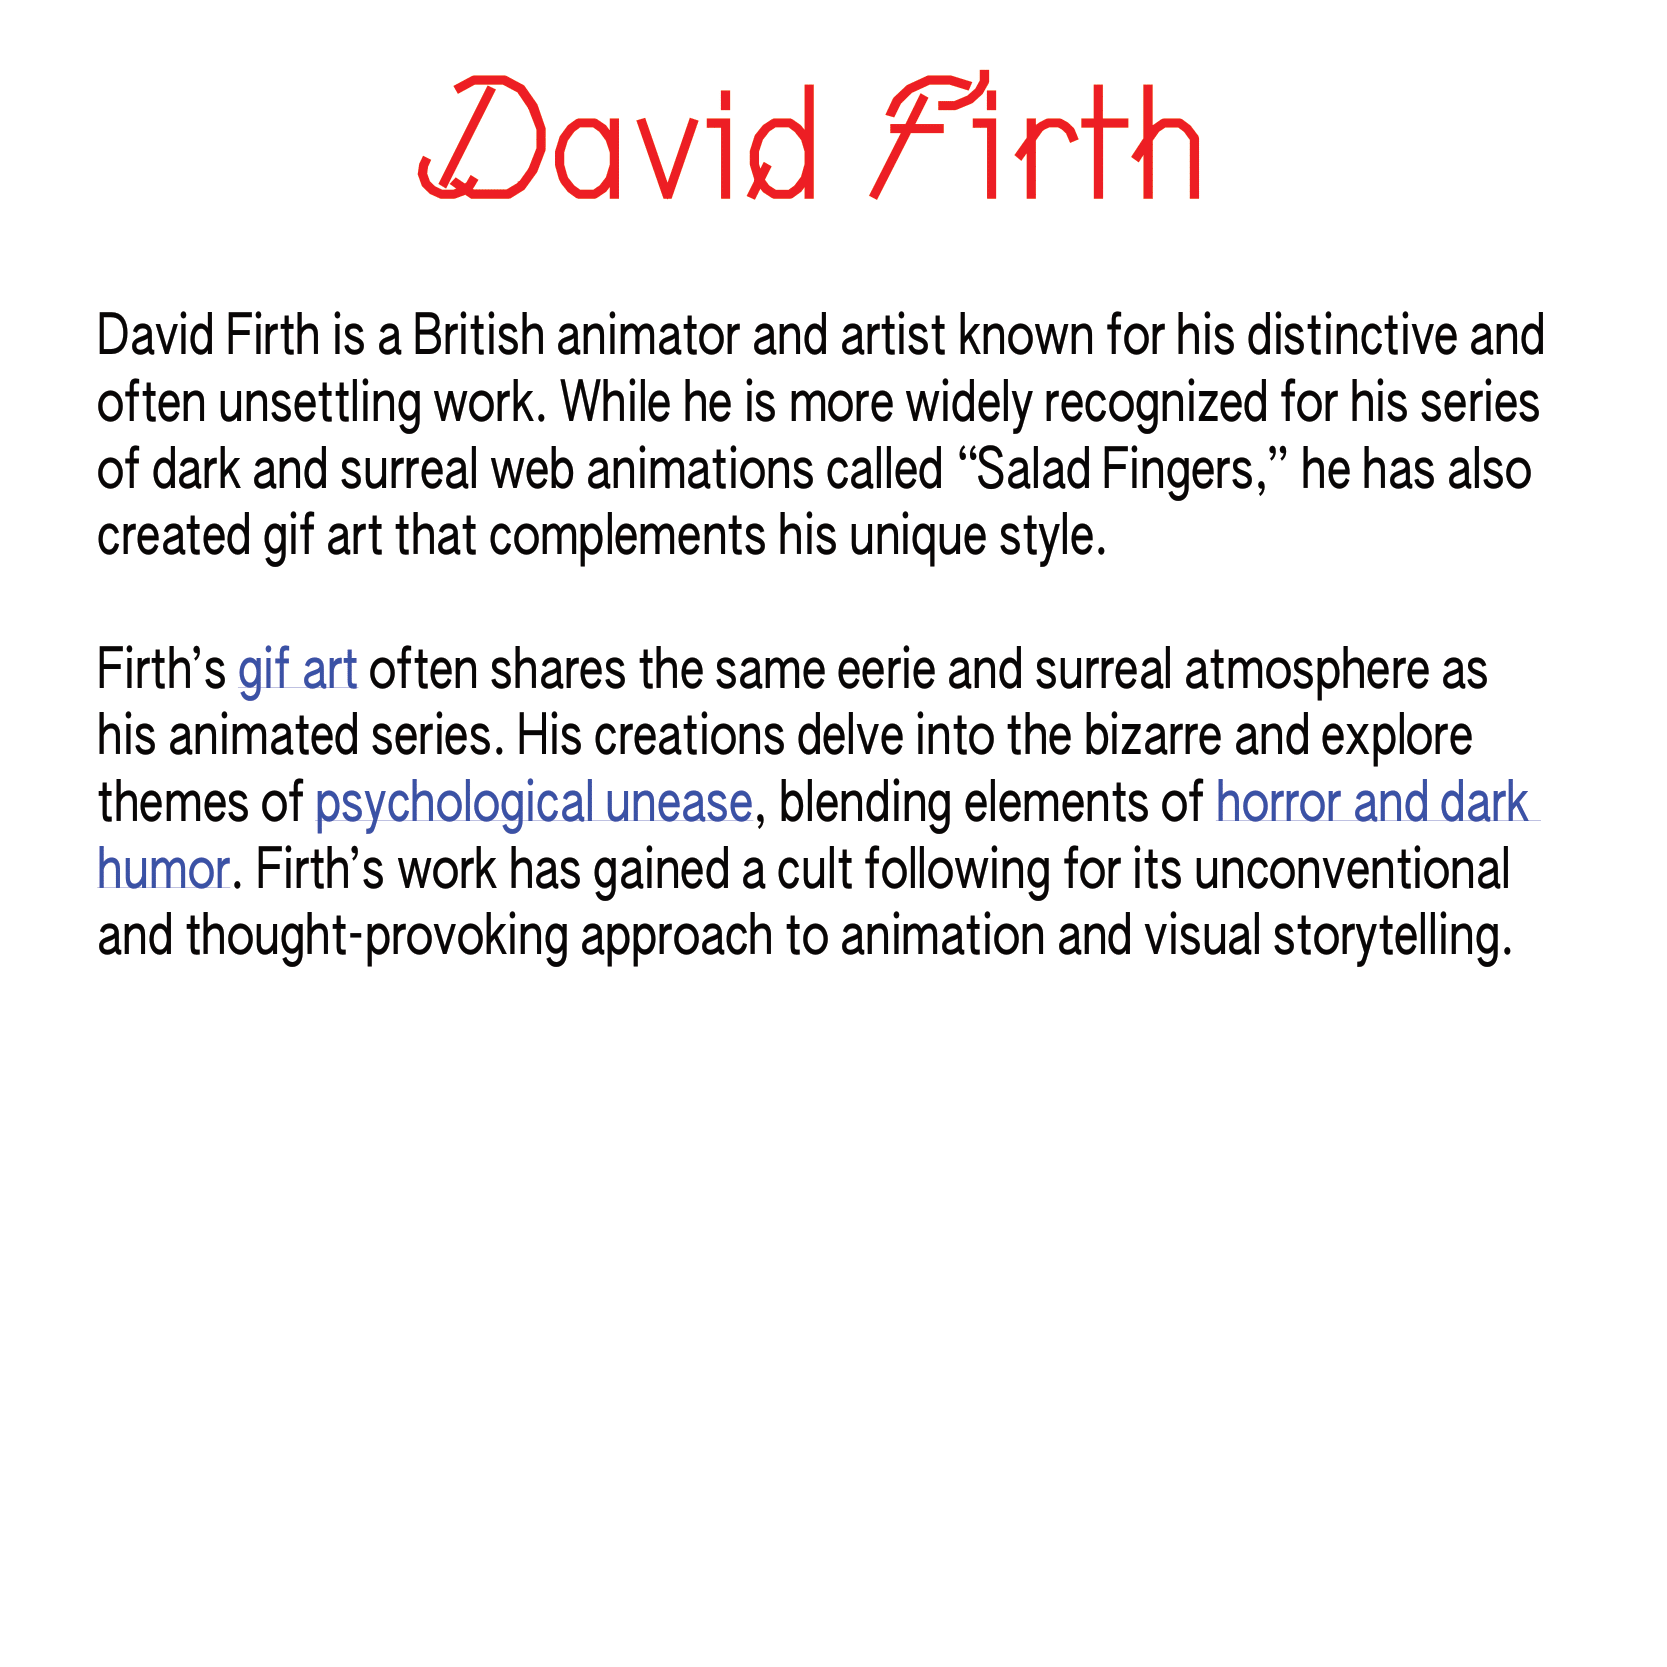 David Firth
David Firth is a British animator and artist known for his distinctive and
often unsettling work. While he is more widely recognized for his series
of dark and surreal web animations called “Salad Fingers,” he has also
created gif art that complements his unique style.
Firth’s gif art often shares the same eerie and surreal atmosphere as
his animated series. His creations delve into the bizarre and explore
themes of psychological unease, blending elements of horror and dark
humor. Firth’s work has gained a cult following for its unconventional
and thought-provoking approach to animation and visual storytelling.